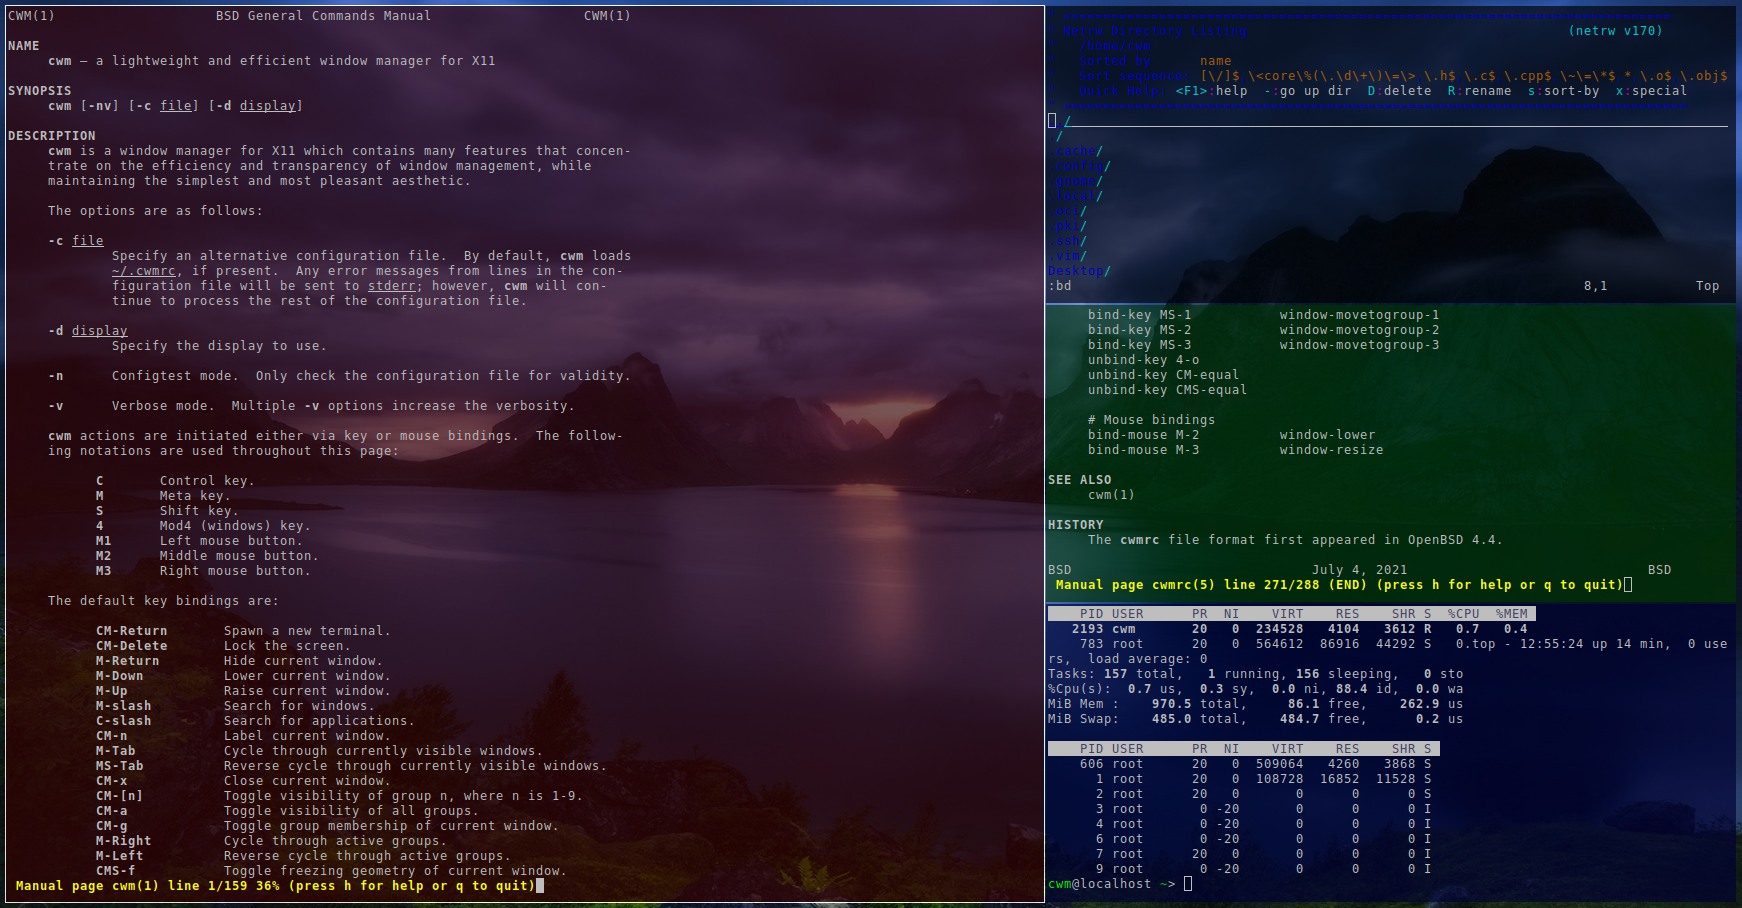 CWM(1)                    BSD General Commands Manual                   CWM(1)
NAME
cwm — a lightweight and efficient window manager for X11
SYNOPSIS
cwm [-nv] [-c file] [-d display]
DESCRIPTION
cwm is a window manager for X11 which contains many features that concen-
trate on the efficiency and transparency of window management, while
maintaining the simplest and most pleasant aesthetic.
The options are as follows:
-c file
Specify an alternative configuration file.  By default, cwm loads
~/.cwmrc, if present.  Any error messages from lines in the con-
figuration file will be sent to stderr; however, cwm will con-
tinue to process the rest of the configuration file.
-d display
Specify the display to use.
-n      Configtest mode.  Only check the configuration file for validity.
-v      Verbose mode.  Multiple -v options increase the verbosity.
cwm actions are initiated either via key or mouse bindings.  The follow-
ing notations are used throughout this page:
C       Control key.
M       Meta key.
S       Shift key.
4       Mod4 (windows) key.
M1      Left mouse button.
M2      Middle mouse button.
M3      Right mouse button.
The default key bindings are:
CM-Return       Spawn a new terminal.
CM-Delete       Lock the screen.
M-Return        Hide current window.
M-Down          Lower current window.
M-Up            Raise current window.
M-slash         Search for windows.
C-slash         Search for applications.
CM-n            Label current window.
M-Tab           Cycle through currently visible windows.
MS-Tab          Reverse cycle through currently visible windows.
CM-x            Close current window.
CM-[n]          Toggle visibility of group n, where n is 1-9.
CM-a            Toggle visibility of all groups.
CM-g            Toggle group membership of current window.
M-Right         Cycle through active groups.
M-Left          Reverse cycle through active groups.
CMS-f           Toggle freezing geometry of current window.
Manual page cwm(1) line 1/159 36% (press h for help or q to quit)
" Netrw Directory Listing                                        (netrw v170)
"   /home/cwm
"   Sorted by      name
"   Sort sequence: [\/]$ \<core\%(\.\d\+\)\=\> \.h$ \.c$ \.cpp$ \~\=\*$ * \.o$ \.obj$
"   Quick Help: <F1>:help  -:go up dir  D:delete  R:rename  s:sort-by  x:special
/
/
.cache/
.config/
.local/
.pki/
.ssh/
.vim/
Desktop/
:bd                                                                8,1           Top
bind-key MS-1           window-movetogroup-1
bind-key MS-2           window-movetogroup-2
bind-key MS-3           window-movetogroup-3
unbind-key 4-o
unbind-key CM-equal
unbind-key CMS-equal
# Mouse bindings
bind-mouse M-2          window-lower
bind-mouse M-3          window-resize
SEE ALSO
cwm(1)
HISTORY
The cwmrc file format first appeared in OpenBSD 4.4.
BSD                              July 4, 2021                              BSD
Manual page cwmrc(5) line 271/288 (END) (press h for help or q to quit)
PID USER      PR  NI    VIRT    RES    SHR S  %CPU  %MEM
2193 cwm       20   0  234528   4104   3612 R   0.7   0.4
783 root      20   0  564612  86916  44292 S   0.top - 12:55:24 up 14 min,  0 use
rs,  load average: 0
Tasks: 157 total,   1 running, 156 sleeping,   0 sto
%Cpu(s):  0.7 us,  0.3 sy,  0.0 ni, 88.4 id,  0.0 wa
MiB Mem :    970.5 total,     86.1 free,    262.9 us
MiB Swap:    485.0 total,    484.7 free,      0.2 us
PID USER      PR  NI    VIRT    RES    SHR S
606 root      20   0  509064   4260   3868 S
1 root      20   0  108728  16852  11528 S
2 root      20   0       0      0      0 S
3 root       0 -20       0      0      0 I
4 root       0 -20       0      0      0 I
6 root       0 -20       0      0      0 I
7 root      20   0       0      0      0 I
9 root       0 -20       0      0      0 I
cwm@localhost ~>